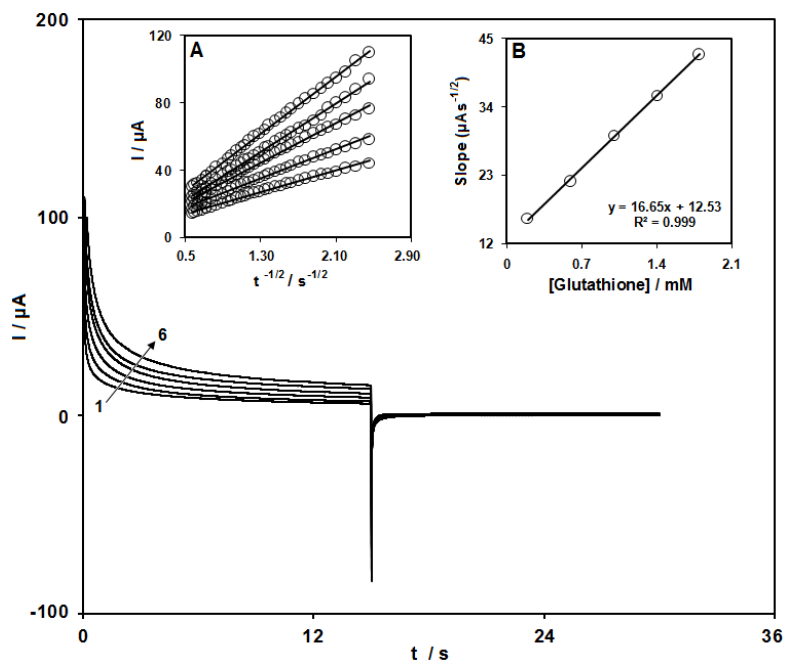 200
100
0
-100
I / µA
0
12
24
36
t / s
1
6
A
120
80
40
0
I / µA
0.5
1.30
2.10
2.90
t -1/2 / s-1/2
B
45
34
23
12
Slope (µAs-1/2)
0
0.7
1.4
2.1
[Glutathione] / mM
y = 16.65x + 12.53
R² = 0.999